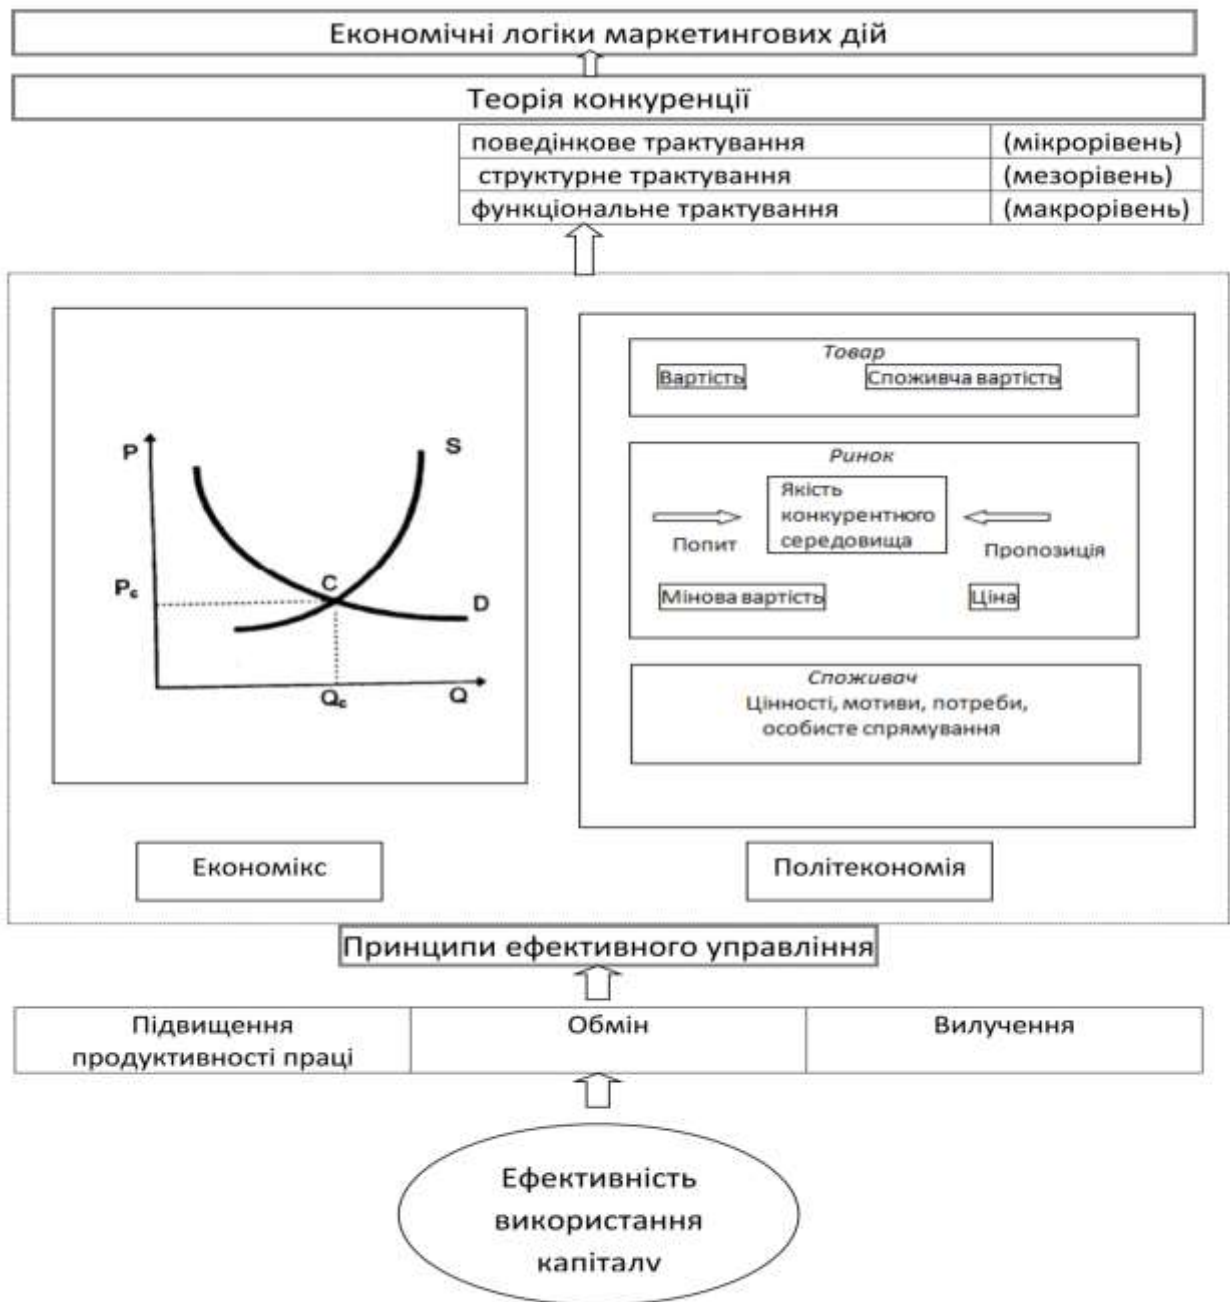 Економічні логіки маркетингових дій
Теорія конкуренції
поведінкове трактування (мікрорівень)
структурне трактування (мезорівень)
функціональне трактування (макрорівень)
P
S
Pc
C
D
Qc
Q
Товар
Вартість
Споживча вартість
Ринок
Якість
конкурентного
середовища
Попит
Пропозиція
Мінова вартість
Ціна
Споживач
Цінності, мотиви, потреби,
особисте спрямування
Економікс
Політекономія
Принципи ефективного управління
Підвищення
продуктивності праці
Обмін
Вилучення
Ефективність
використання
капіталу